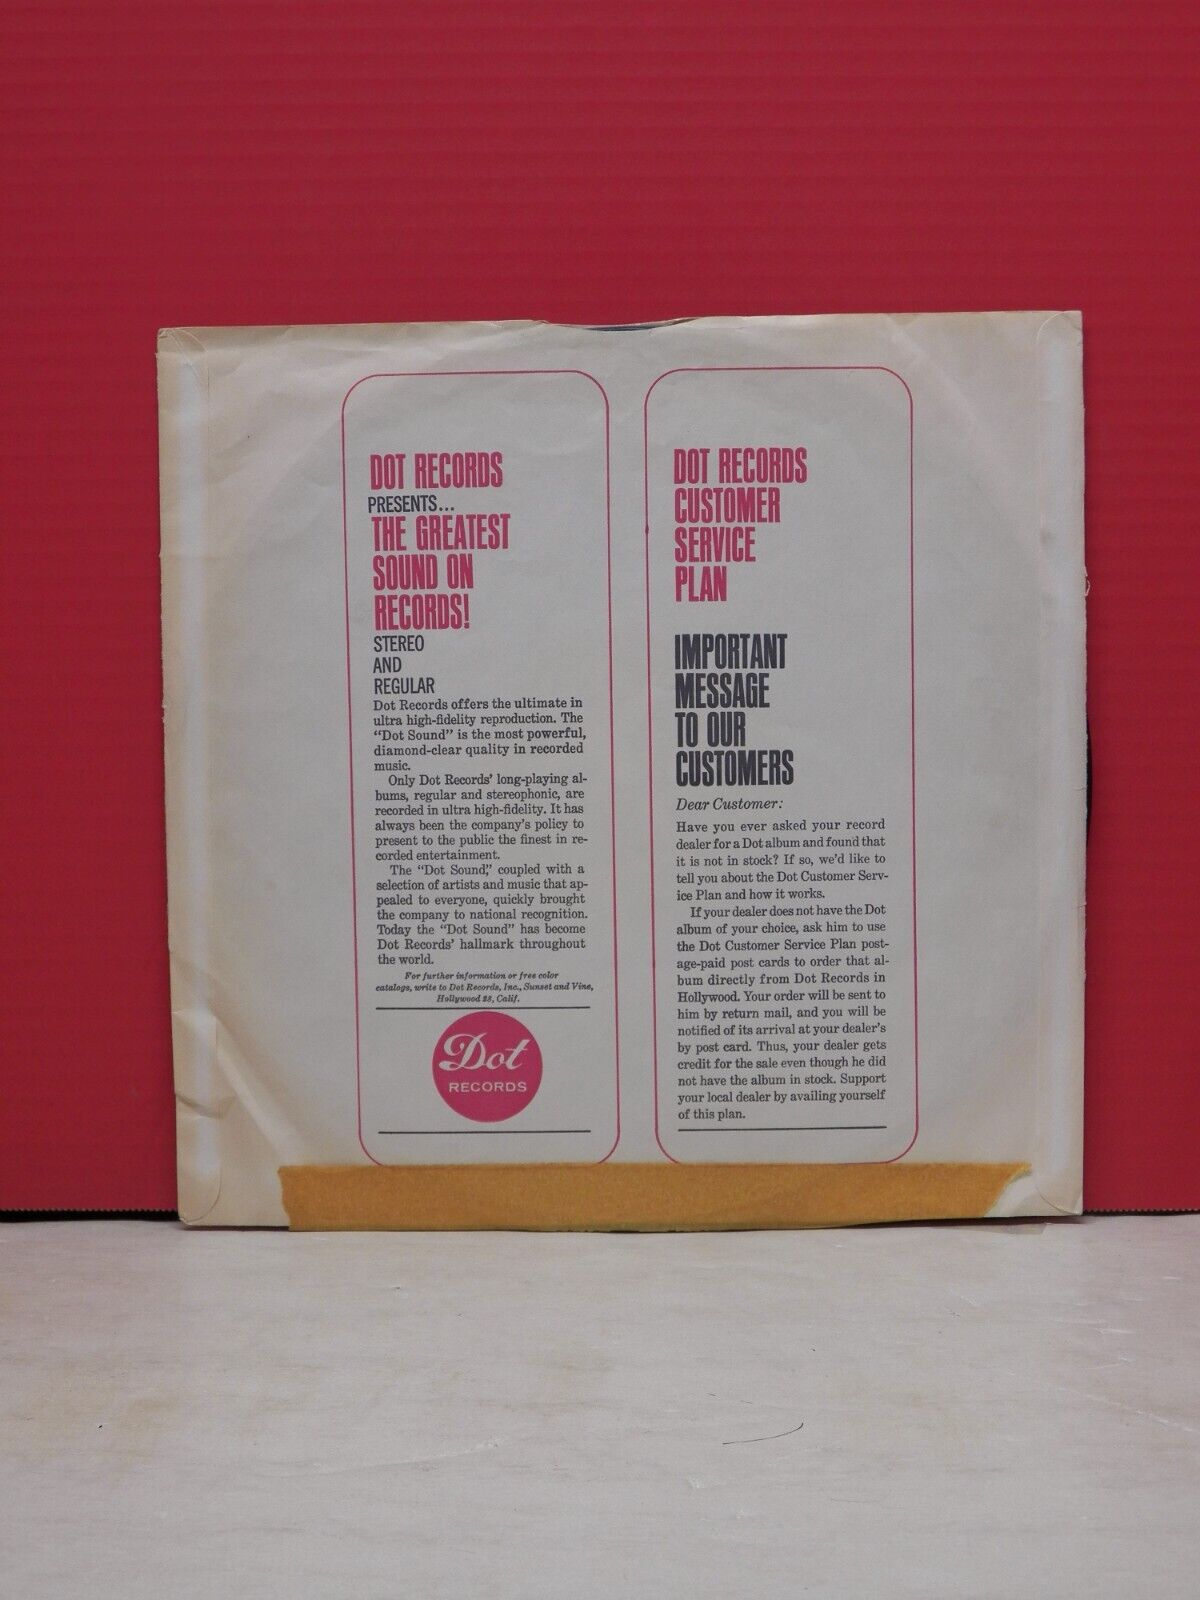 DOT RECORDS
PRESENTS...
THE GREATEST
SOUND ON
RECORDS!
STEREO
AND
REGULAR
Dot Records offers the ultimate in
ultra high-fidelity reproduction. The
“Dot Sound” is the most powerful,
diamond-clear quality in recorded
music.
Only Dot Records’ long-playing al-
bums, regular and stereophonic, are
recorded in ultra high-fidelity. It has
always been the company’s policy to
present to the public the finest in re-
corded entertainment.
The “Dot Sound,” coupled with a
selection of artists and music that ap-
pealed to everyone, quickly brought
the company to national recognition.
Today the “Dot Sound” has become
Dot Records’ hallmark throughout
the world.
For further information or free color
catalogs, write to Dot Records, Inc., Sunset and Vine,
Hollywood 28, Calif.
Dot
RECORDS
DOT RECORDS
CUSTOMER
SERVICE
PLAN
IMPORTANT
MESSAGE
TO OUR
CUSTOMERS
Dear Customer:
Have you ever asked your record
dealer for a Dot album and found that
it is not in stock? If so, we’d like to
tell you about the Dot Customer Serv-
ice Plan and how it works.
If your dealer does not have the Dot
album of your choice, ask him to use
the Dot Customer Service Plan post-
age-paid post cards to order that al-
bum directly from Dot Records in
Hollywood. Your order will be sent to
him by return mail, and you will be
notified of its arrival at your dealer’s
by post card. Thus, your dealer gets
credit for the sale even though he did
not have the album in stock. Support
your local dealer by availing yourself
of this plan.